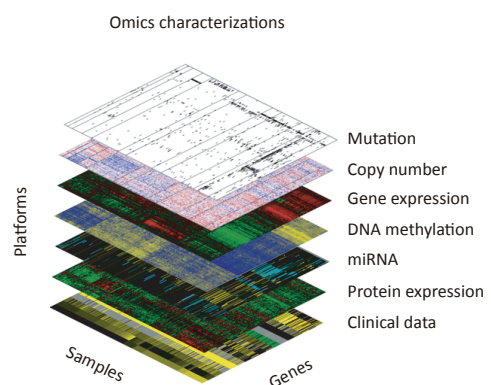 Omics characterizations
Mutation
Copy number
Gene expression
DNA methylation
miRNA
Protein expression
Clinical data
Platforms
Samples
Genes